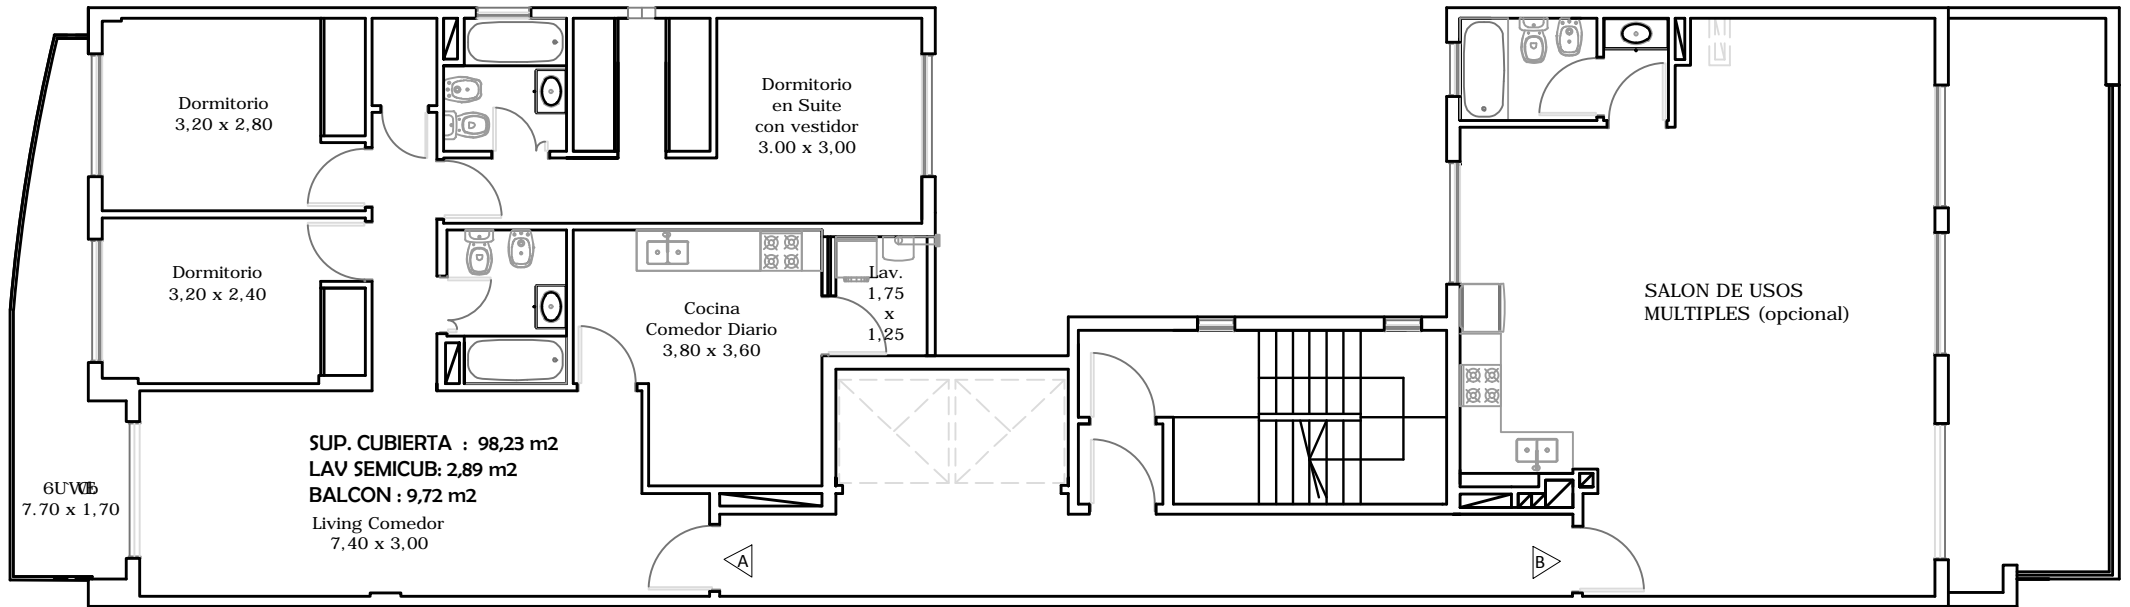 Dormitorio
3,20 x 2,80
Dormitorio
en Suite
con vestidor
3.00 x 3,00
Dormitorio
3,20 x 2,40
Cocina
Comedor Diario
3,80 x 3,60
Lav.
1,75
x
1,25
SALON DE USOS
MULTIPLES (opcional)
SUP. CUBIERTA : 98,23 m2
LAV SEMICUB: 2,89 m2
BALCON : 9,72 m2
7.70 x 1,70
Living Comedor
7,40 x 3,00
A
B